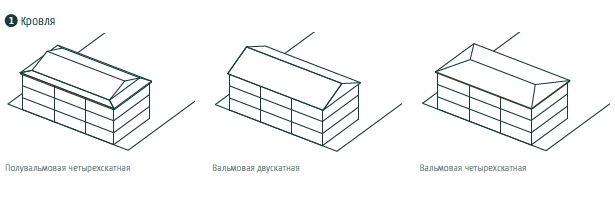 1 Кровля
Полувальмовая четырехскатная
Вальмовая двускатная
Вальмовая четырехскатная